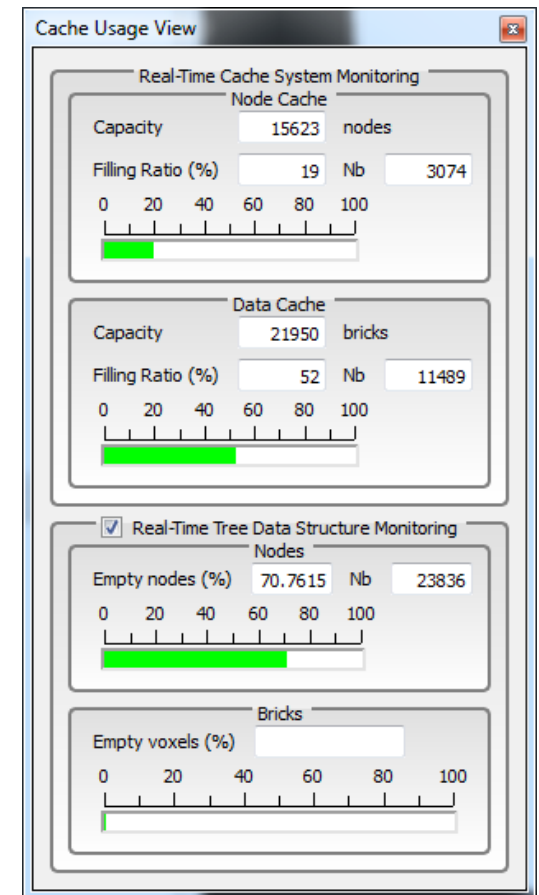 Cache Usage View
Real-Time Cache System Monitoring
Node Cache
Capacity 15623 nodes
Filling Ratio (%) 19 Nb 3074
0 20 40 60 80 100
Data Cache
Capacity 21950 bricks
Filling Ratio (%) 52 Nb 11489
0 20 40 60 80 100
Real-Time Tree Data Structure Monitoring
Nodes
Empty nodes (%) 70.7615 Nb 23836
0 20 40 60 80 100
Bricks
Empty voxels (%)
0 20 40 60 80 100